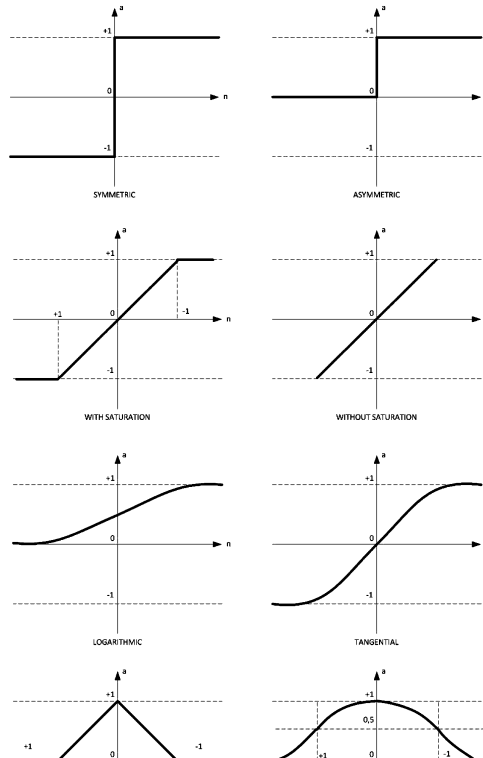 a a
+1 +1
0 n 0
-1 -1
SYMMETRIC ASYMMETRIC
a a
+1 +1
+1 0 -1 n 0
-1 -1
WITH SATURATION WITHOUT SATURATION
a a
+1 +1
0 n 0
-1 -1
LOGARITHMIC TANGENTIAL
a a
+1 +1
0,5
+1 0 -1 +1 0 -1